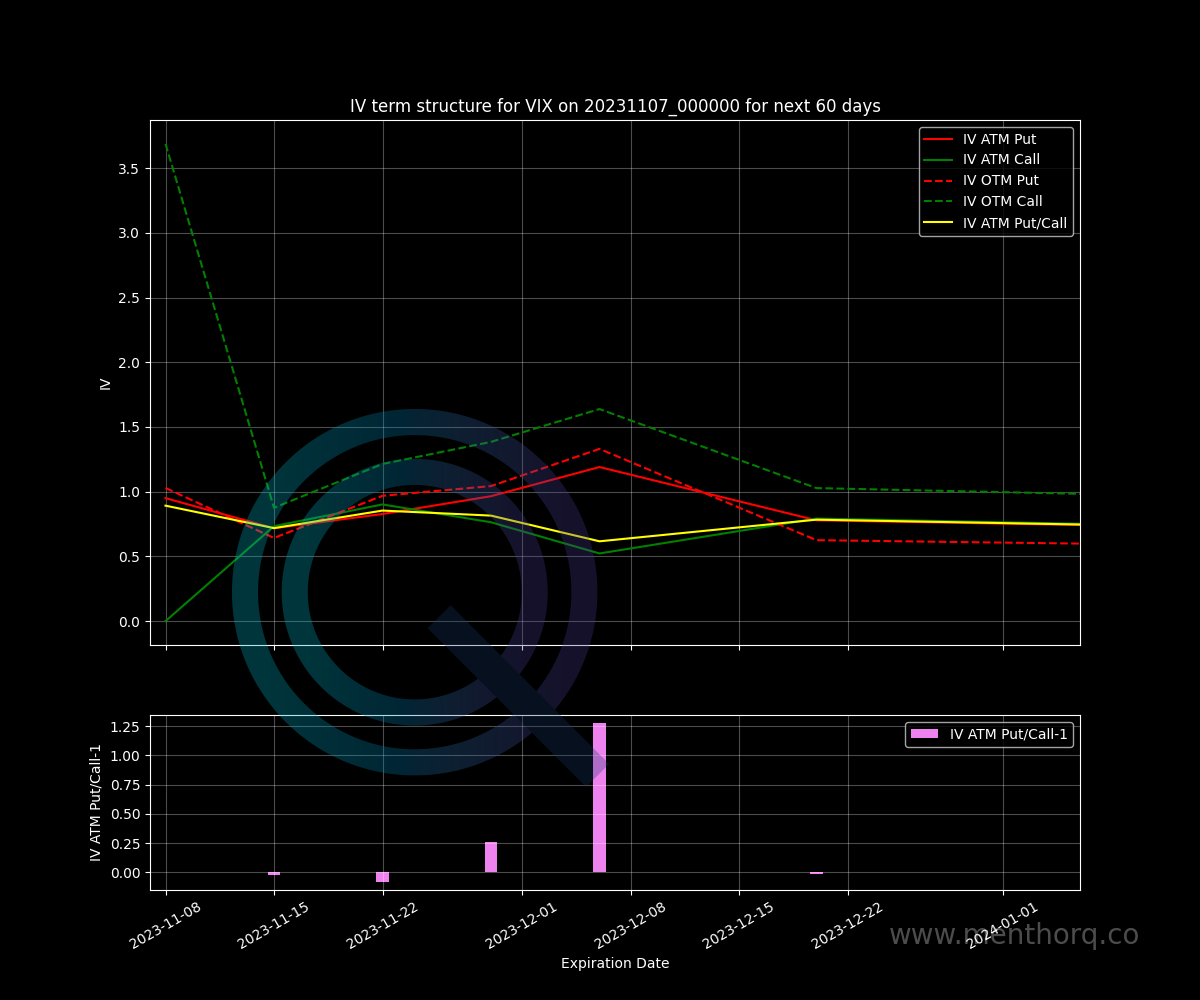 IV term structure for VIX on 20231107_000000 for next 60 days
IV ATM Put
IV ATM Call
IV OTM Put
IV OTM Call
IV ATM Put/Call
3.5
3.0
2.5
2.0
1.5
1.0
0.5
0.0
IV
IV ATM Put/Call-1
1.25
1.00
0.75
0.50
0.25
0.00
IV ATM Put/Call-1
2023-11-08
2023-11-15
2023-11-22
2023-12-01
2023-12-08
2023-12-15
2023-12-22
2024-01-01
www.menthorq.co
Expiration Date